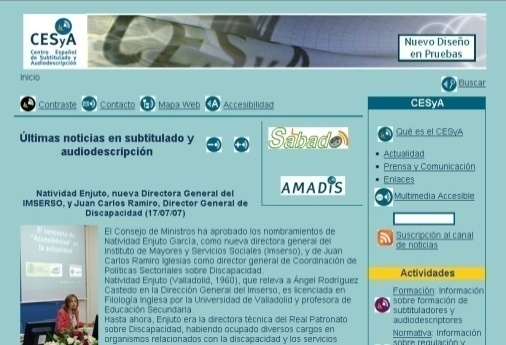 CESyA
Centro Español
de Subtitulado y
Audiodescripción
Nuevo Diseño
en Pruebas
Inicio
Buscar
Contraste
Contacto
Mapa Web
Accesibilidad
Últimas noticias en subtitulado y
audiodescripción
Sabado
AMADIS
Natividad Enjuto, nueva Directora General del
IMSERSO, y Juan Carlos Ramiro, Director General de
Discapacidad (17/07/07)
El concepto de
"Accesibilidad"
El Consejo de Ministros ha aprobado los nombramientos de
Natividad Enjuto García, como nueva directora general del
Instituto de Mayores y Servicios Sociales (Imserso), y de Juan
Carlos Ramiro Iglesias como director general de Coordinación de
Políticas Sectoriales sobre Discapacidad.
Natividad Enjuto (Valladolid, 1960), que releva a Ángel Rodríguez
Castedo en la Dirección General del Imserso, es licenciada en
Filología Inglesa por la Universidad de Valladolid y profesora de
Educación Secundaria
Hasta ahora, Enjuto era la directora técnica del Real Patronato
sobre Discapacidad, habiendo ocupado diversos cargos en
organismos relacionados con la discapacidad y los servicios
CESyA
Qué es el CESyA
Actualidad
Prensa y Comunicación
Enlaces
Multimedia Accesible
Suscripción al canal
de noticias
Actividades
Formación: Información
sobre formación de
subtituladores y
audiodescriptores
Normativa: Información
sobre regulación y